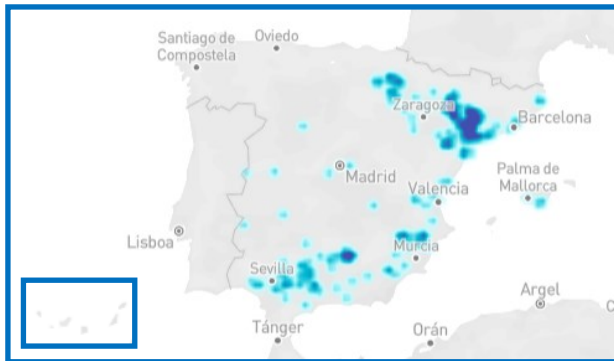 Santiago de
Compostela
Oviedo
Zaragoza
Barcelona
Madrid
Palma de
Mallorca
Valencia
Lisboa
Murcia
Sevilla
Argel
C
Tánger
Orán